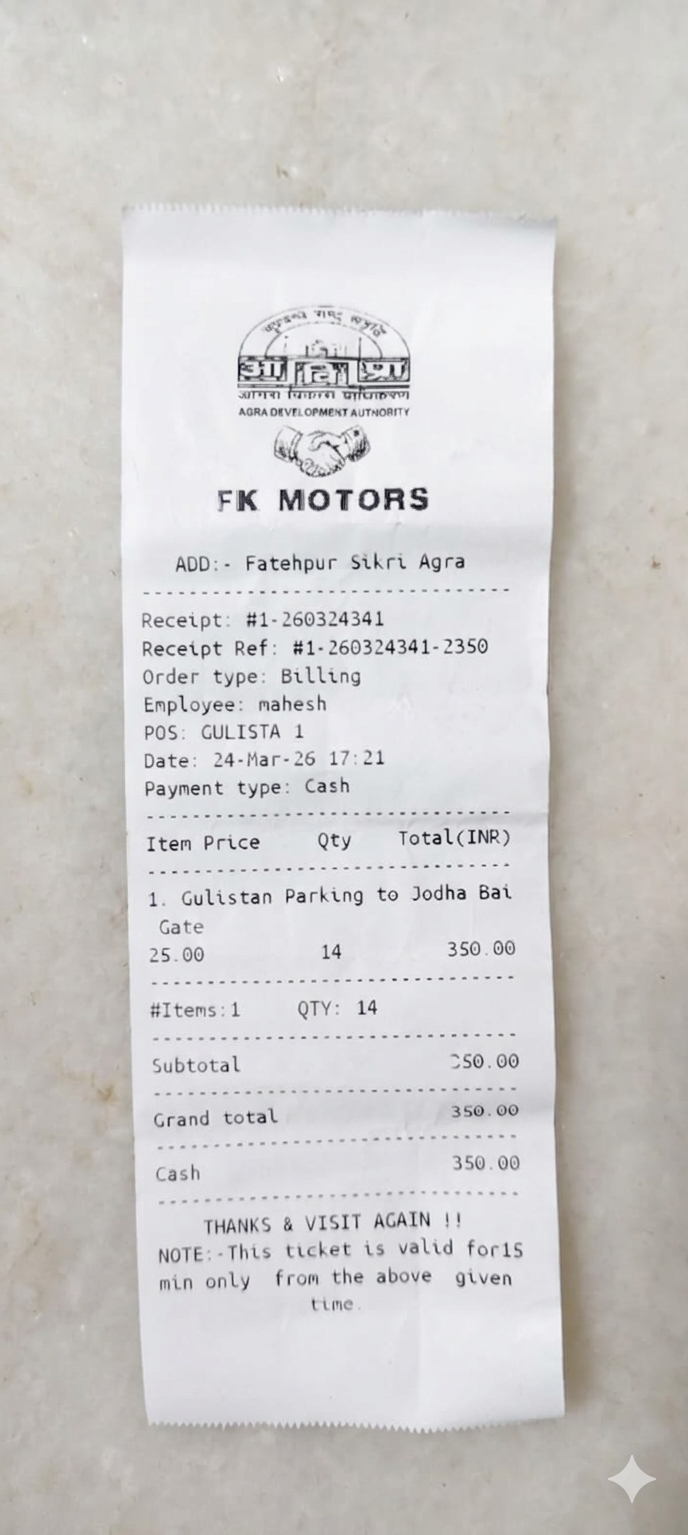 आ वि प्रा
आगरा विकास प्राधिकरण
AGRA DEVELOPMENT AUTNORITY
FK MOTORS
ADD:- Fatehpur Sikri Agra
Receipt: #1-260324341
Receipt Ref: #1-260324341-2350
Order type: Billing
Employee: mahesh
POS: GULISTA 1
Date: 24-Mar-26 17:21
Payment type: Cash
Item Price Qty Total(INR)
1. Gulistan Parking to Jodha Bai
Gate
25.00 14 350.00
#Items:1 QTY: 14
Subtotal 350.00
Grand total 350.00
Cash 350.00
THANKS & VISIT AGAIN !!
NOTE:-This ticket is valid for15
min only from the above given
time.